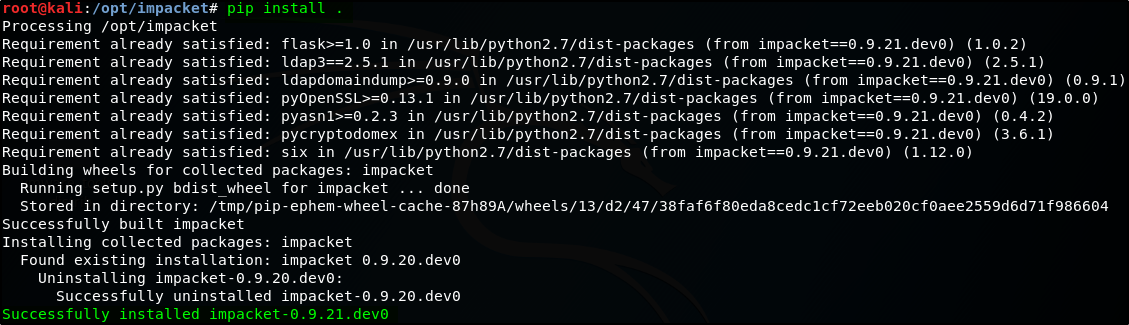 root@kali:/opt/impacket# pip install .
Processing /opt/impacket
Requirement already satisfied: flask>=1.0 in /usr/lib/python2.7/dist-packages (from impacket==0.9.21.dev0) (1.0.2)
Requirement already satisfied: ldap3==2.5.1 in /usr/lib/python2.7/dist-packages (from impacket==0.9.21.dev0) (2.5.1)
Requirement already satisfied: ldapdomaindump>=0.9.0 in /usr/lib/python2.7/dist-packages (from impacket==0.9.21.dev0) (0.9.1)
Requirement already satisfied: pyOpenSSL>=0.13.1 in /usr/lib/python2.7/dist-packages (from impacket==0.9.21.dev0) (19.0.0)
Requirement already satisfied: pyasn1>=0.2.3 in /usr/lib/python2.7/dist-packages (from impacket==0.9.21.dev0) (0.4.2)
Requirement already satisfied: pycryptodomex in /usr/lib/python2.7/dist-packages (from impacket==0.9.21.dev0) (3.6.1)
Requirement already satisfied: six in /usr/lib/python2.7/dist-packages (from impacket==0.9.21.dev0) (1.12.0)
Building wheels for collected packages: impacket
  Running setup.py bdist_wheel for impacket ... done
  Stored in directory: /tmp/pip-ephem-wheel-cache-87h89A/wheels/13/d2/47/38faf6f80eda8cedc1cf72eeb020cf0aee2559d6d71f986604
Successfully built impacket
Installing collected packages: impacket
  Found existing installation: impacket 0.9.20.dev0
    Uninstalling impacket-0.9.20.dev0:
      Successfully uninstalled impacket-0.9.20.dev0
Successfully installed impacket-0.9.21.dev0